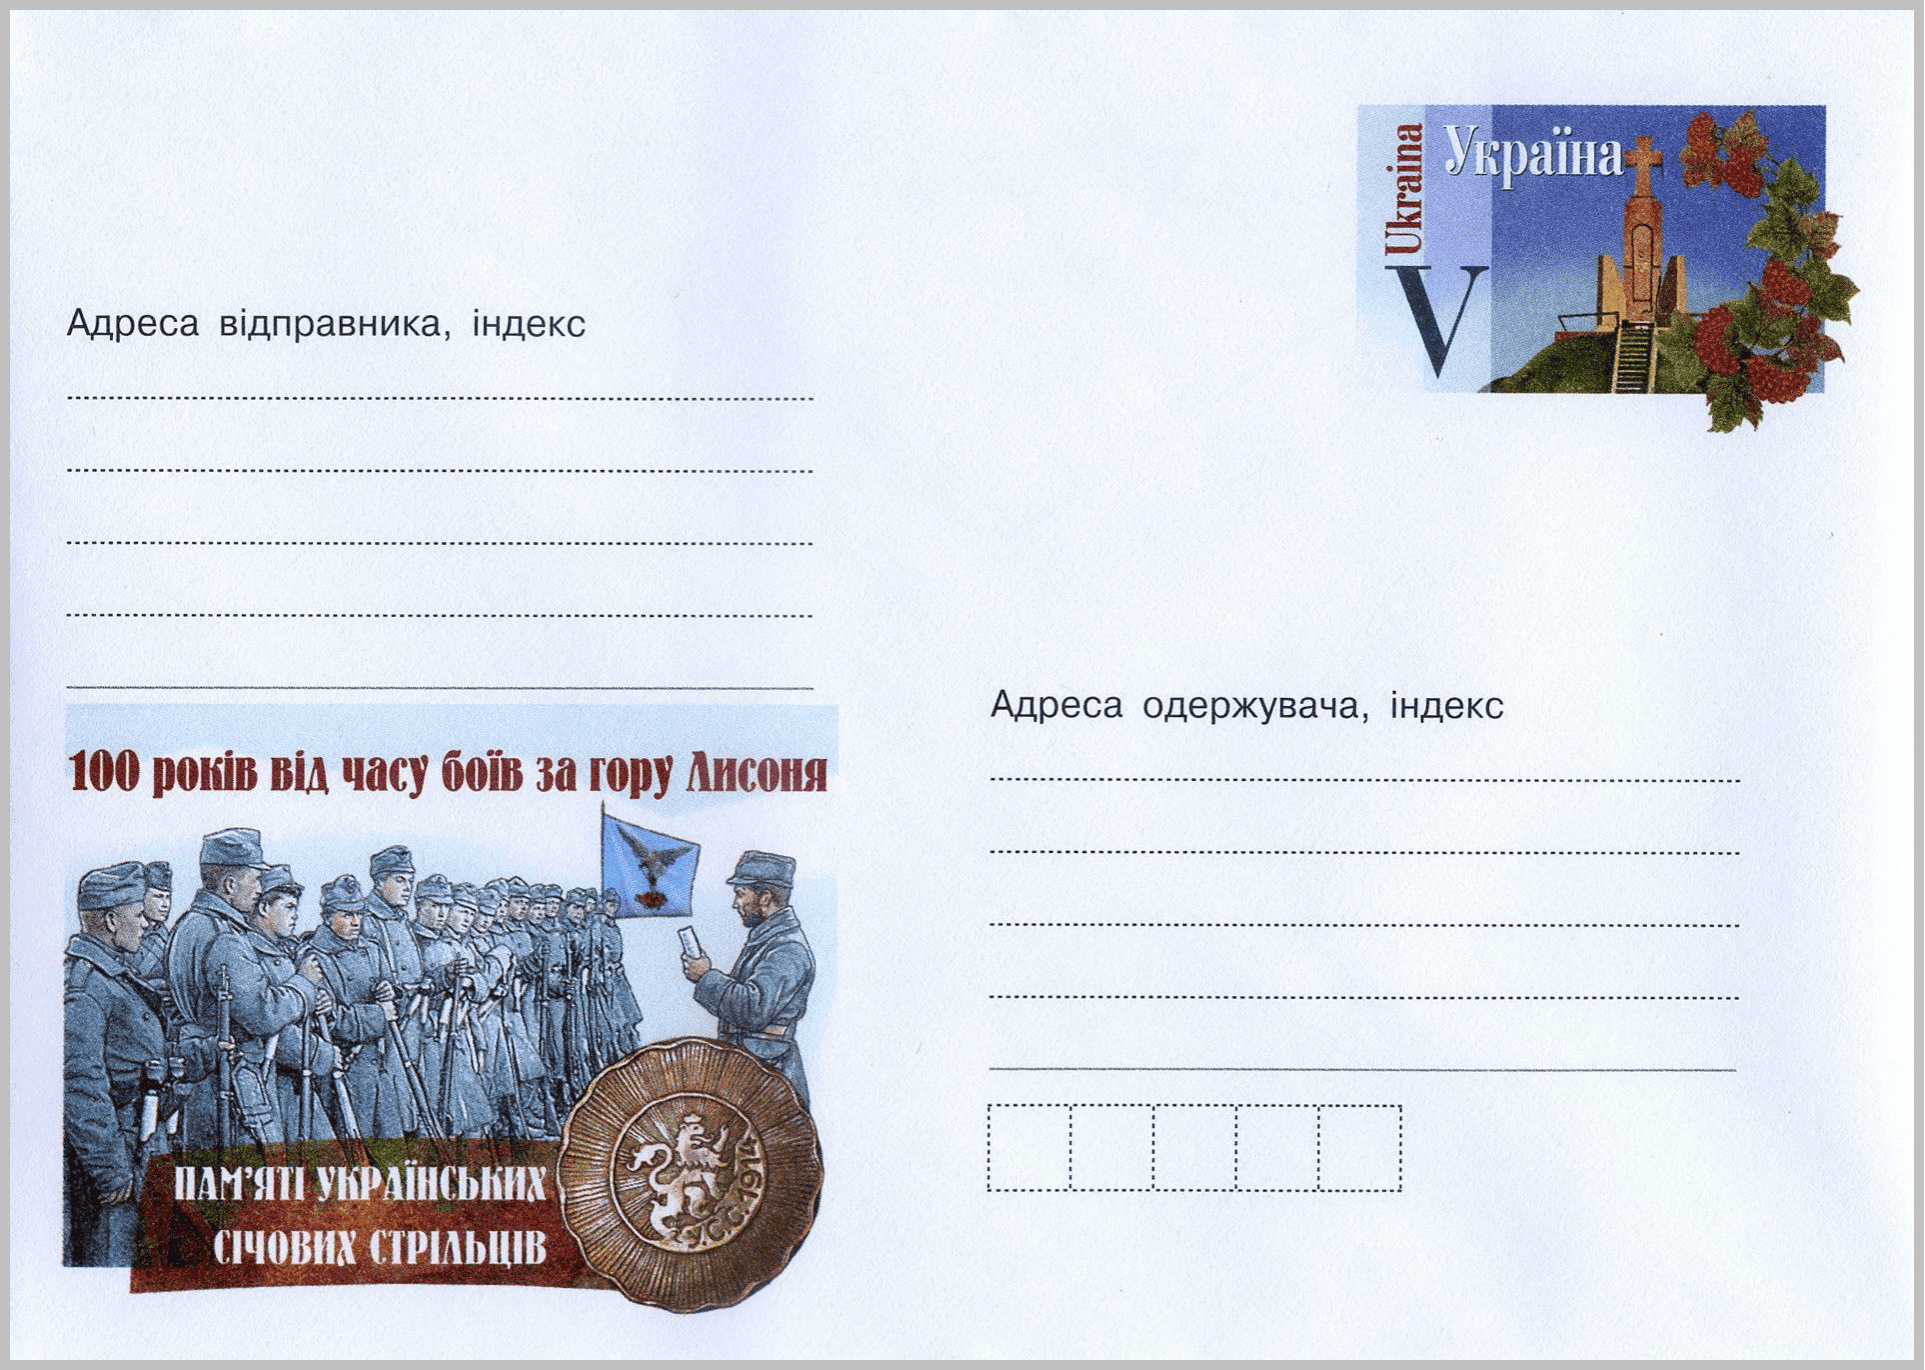 Ukraina
Україна
V
Адреса відправника, індекс
100 років від часу боїв за гору Лисоня
Адреса одержувача, індекс
У.С.С. 1914
ПАМ'ЯТІ УКРАЇНСЬКИХ
СІЧОВИХ СТРІЛЬЦІВ